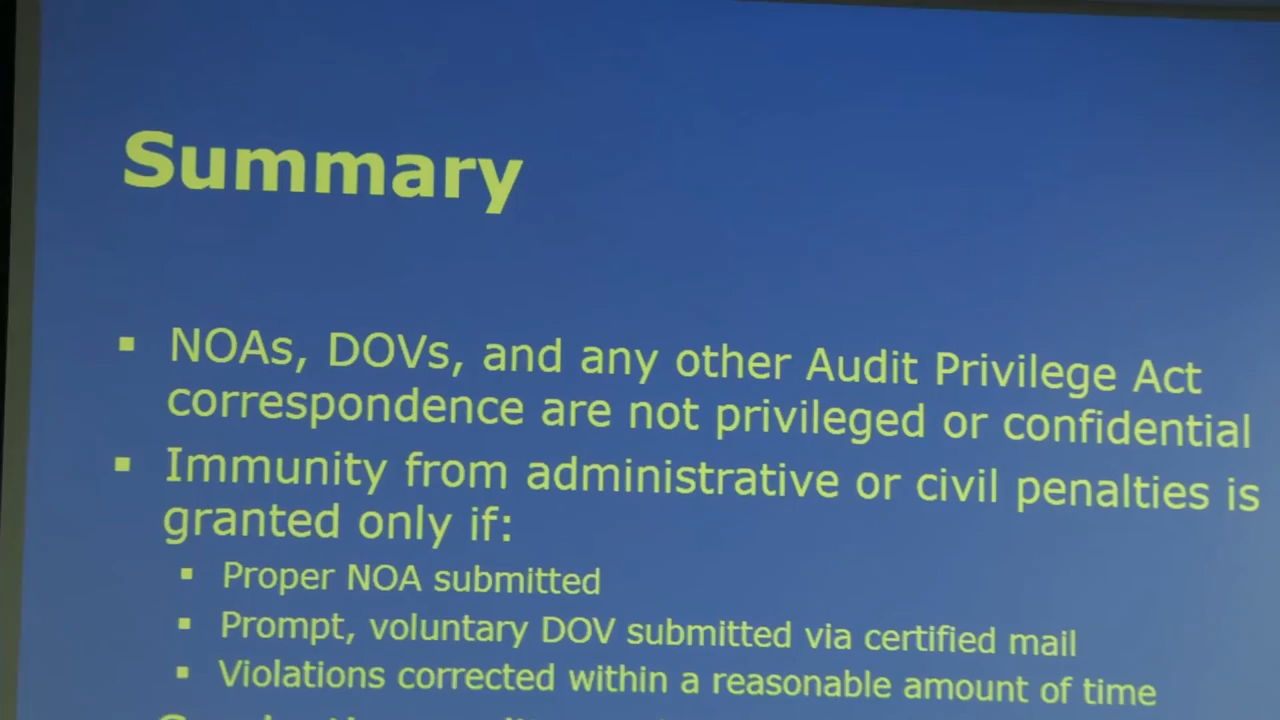 Summary
▪ NOAs, DOVs, and any other Audit Privilege Act
correspondence are not privileged or confidential
▪ Immunity from administrative or civil penalties is
granted only if:
▪ Proper NOA submitted
▪ Prompt, voluntary DOV submitted via certified mail
▪ Violations corrected within a reasonable amount of time